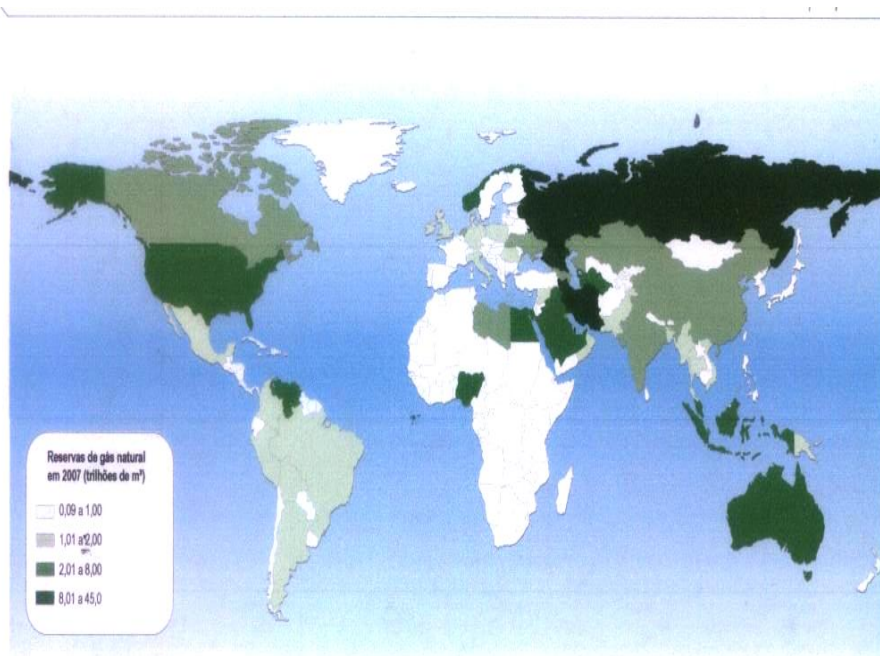 Reservas de gás natural
em 2007 (trilhões de m³)
0,09 a 1,00
1,01 a 2,00
2,01 a 8,00
8,01 a 45,0